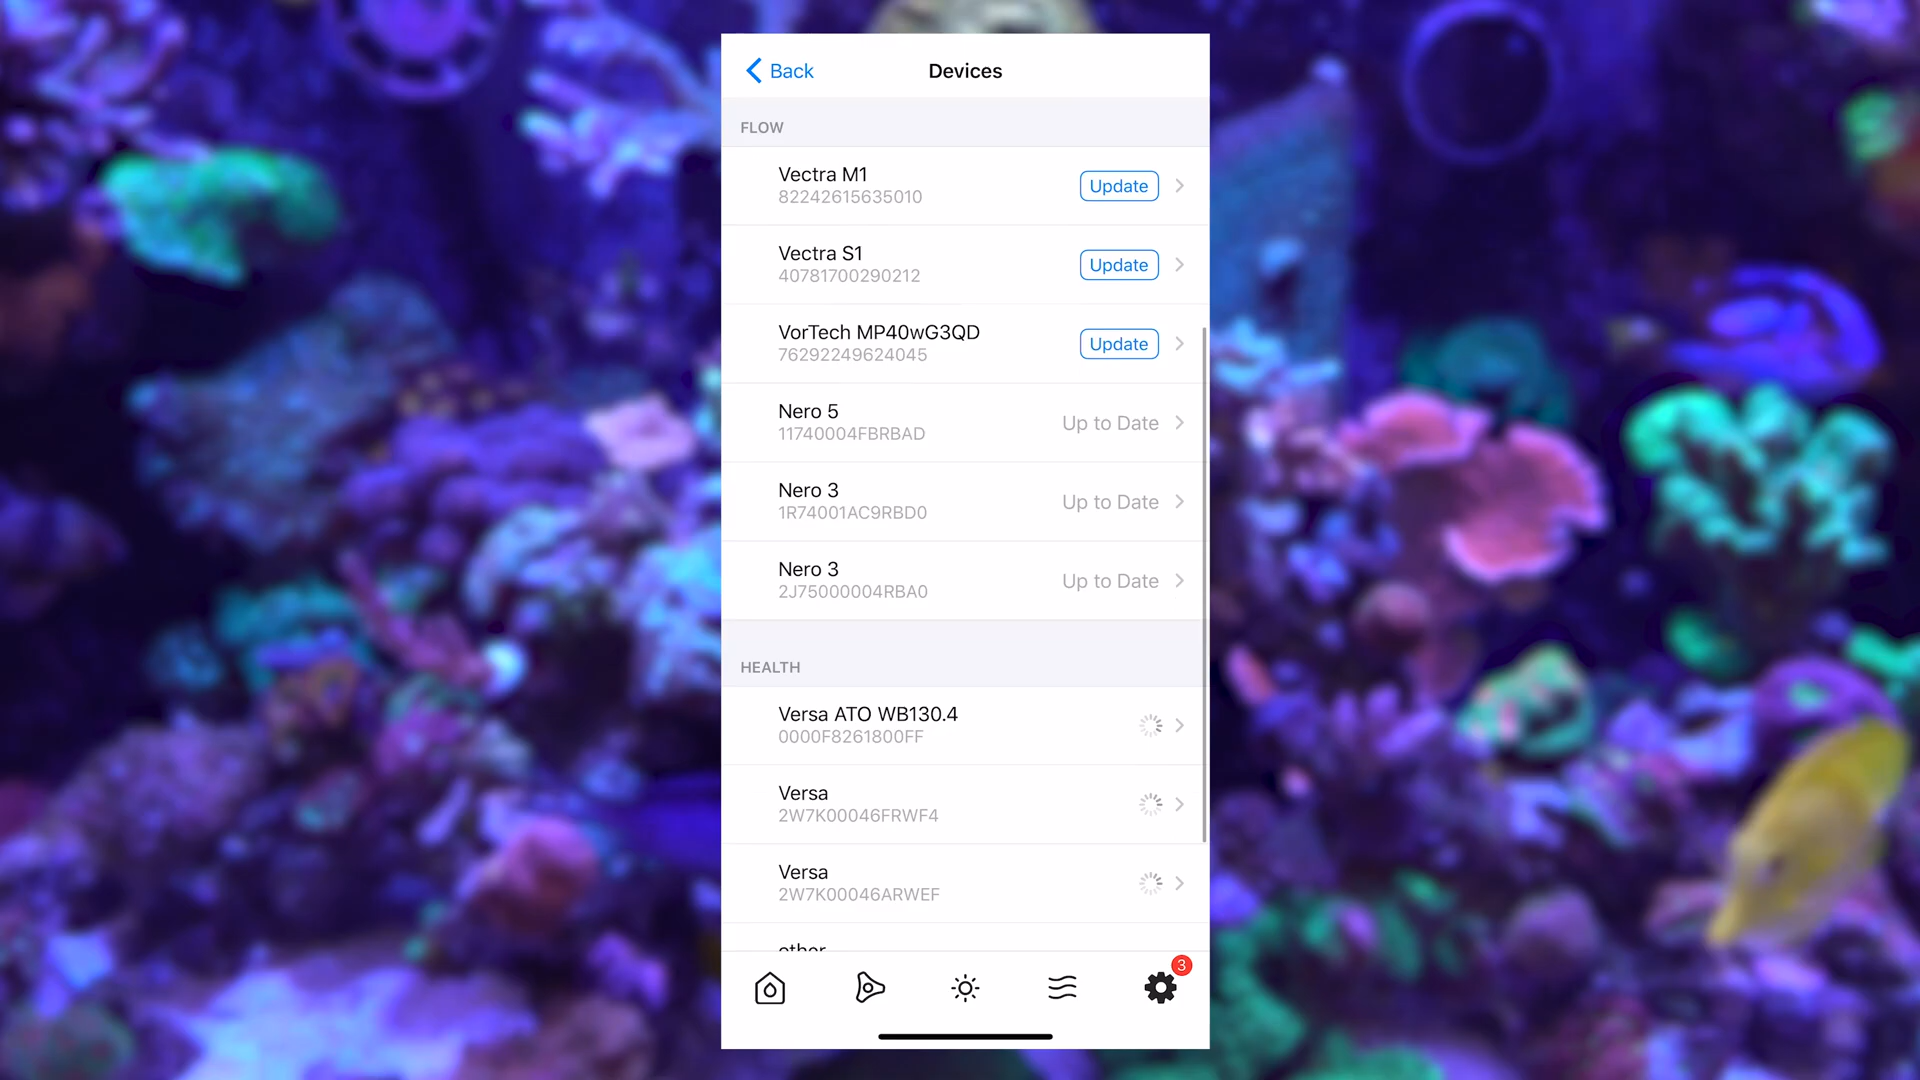 Back
Devices
FLOW
Vectra M1
82242615635010
Update
Vectra S1
40781700290212
Update
VorTech MP40wG3QD
76292249624045
Update
Nero 5
11740004FBRBAD
Up to Date
Nero 3
1R74001AC9RBD0
Up to Date
Nero 3
2J75000004RBA0
Up to Date
HEALTH
Versa ATO WB130.4
0000F8261800FF
Versa
2W7K00046FRWF4
Versa
2W7K00046ARWEF
other
3